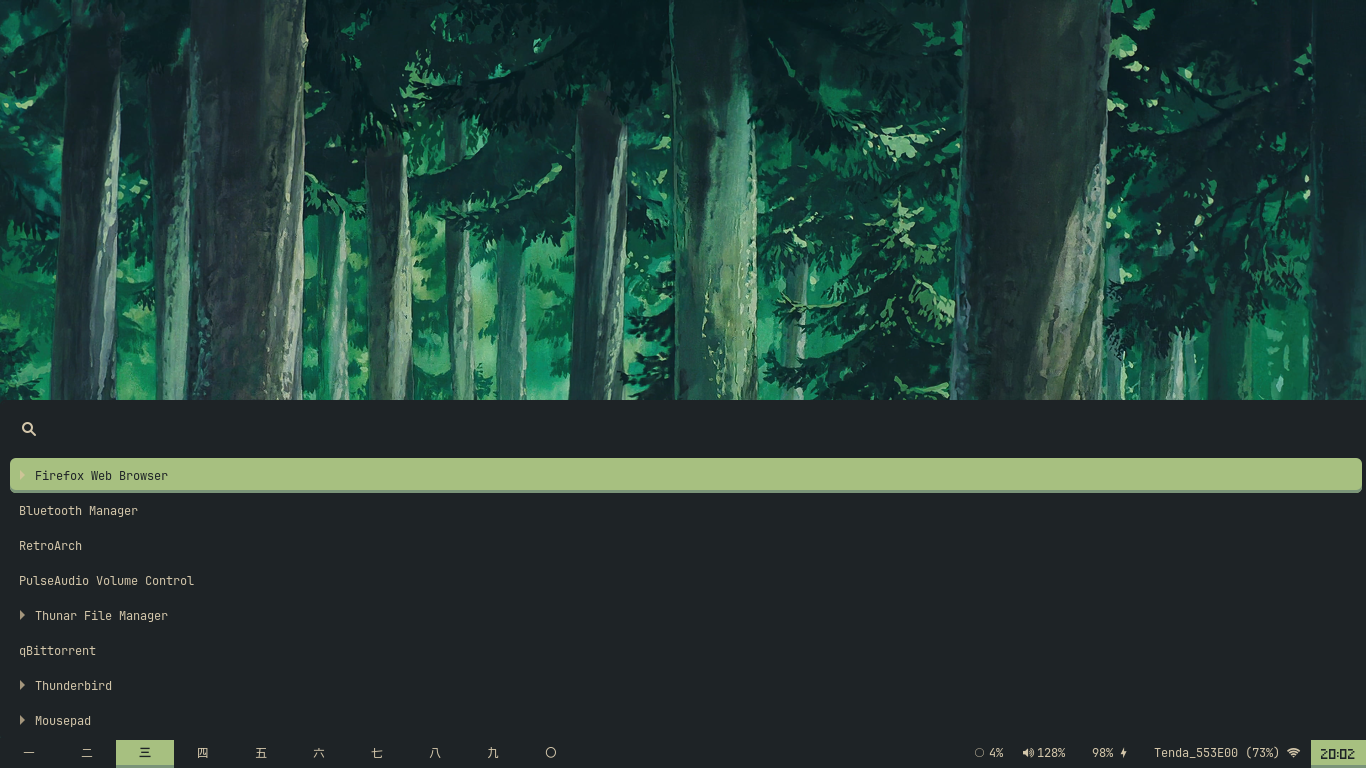 Firefox Web Browser
Bluetooth Manager
RetroArch
PulseAudio Volume Control
Thunar File Manager
qBittorrent
Thunderbird
Mousepad
一 二 三 四 五 六 七 八 九 〇 4% 128% 98% Tenda_553E00 (73%) 20:02